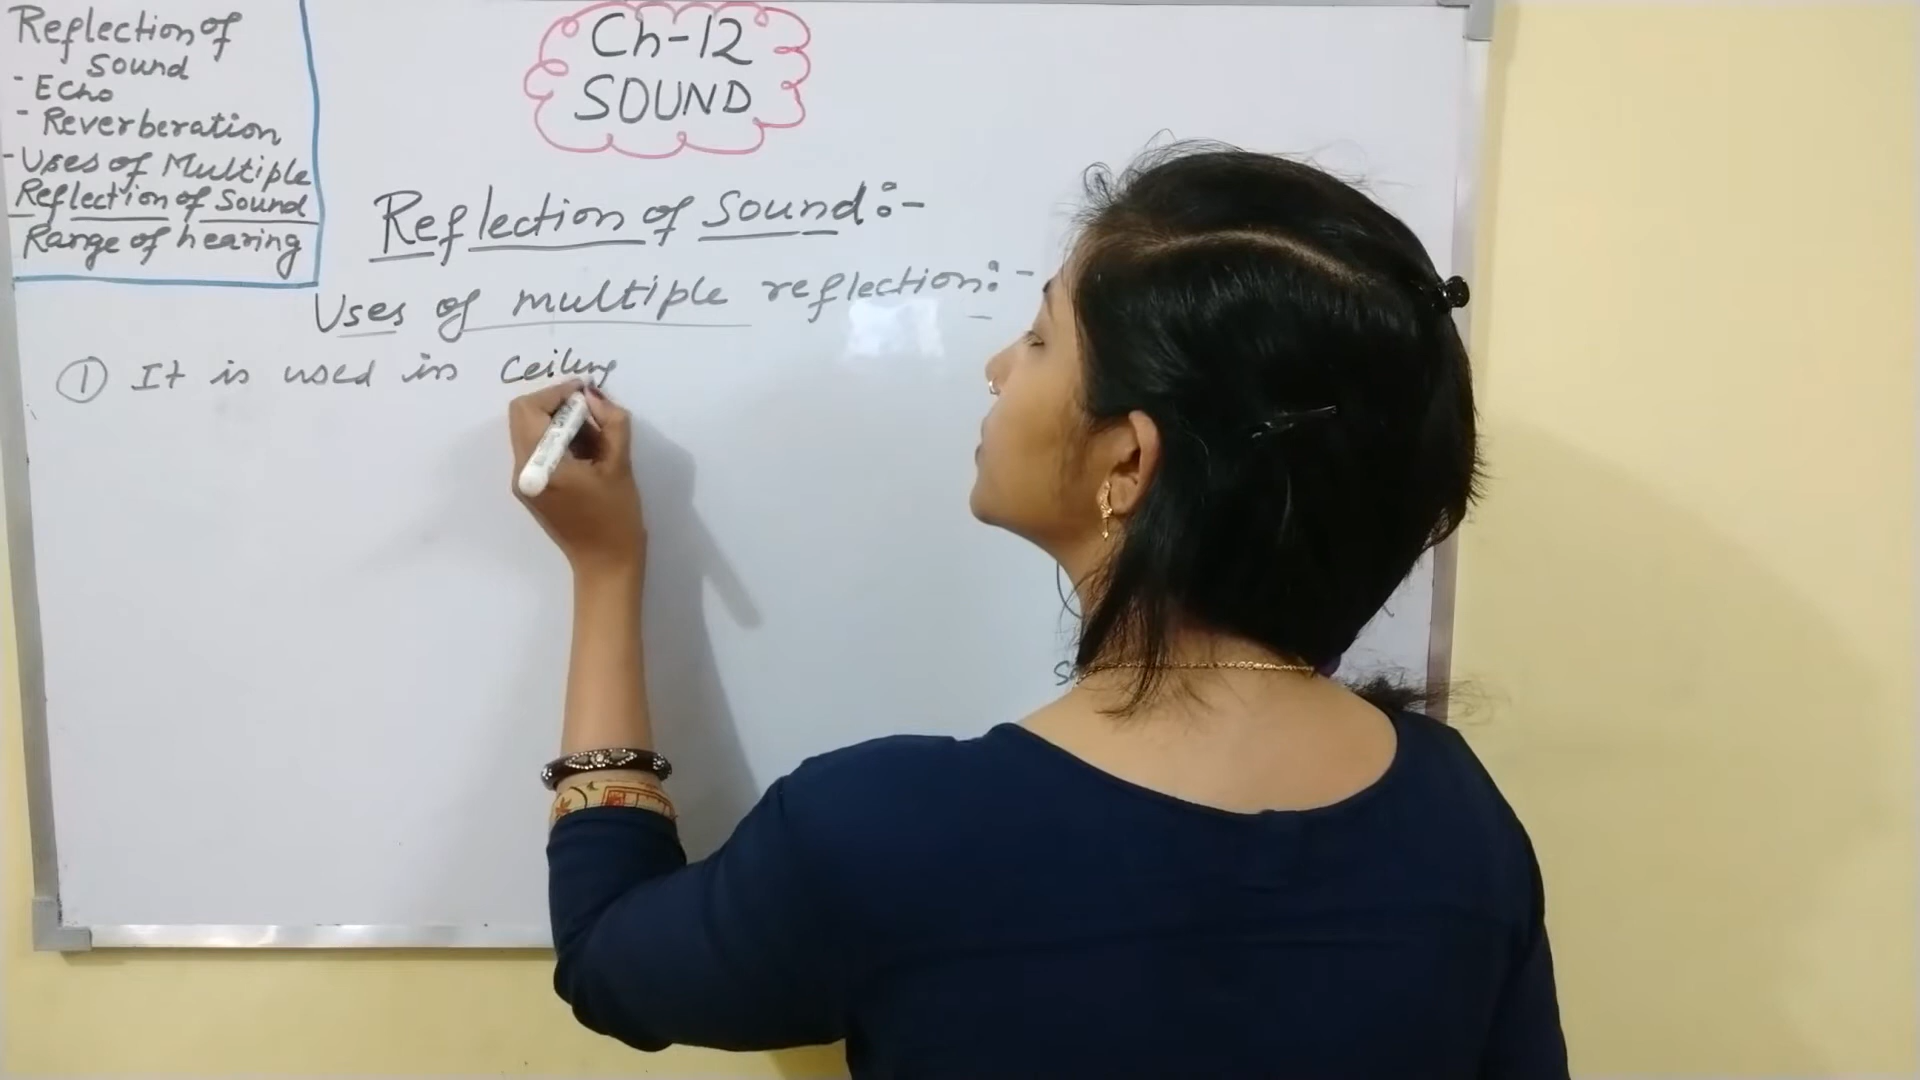 Reflection of
Sound
- Echo
- Reverberation
- Uses of Multiple
Reflection of Sound
Range of hearing
Ch-12
SOUND
Reflection of Sound :-
Uses of multiple reflection :-
① It is used in Ceiling